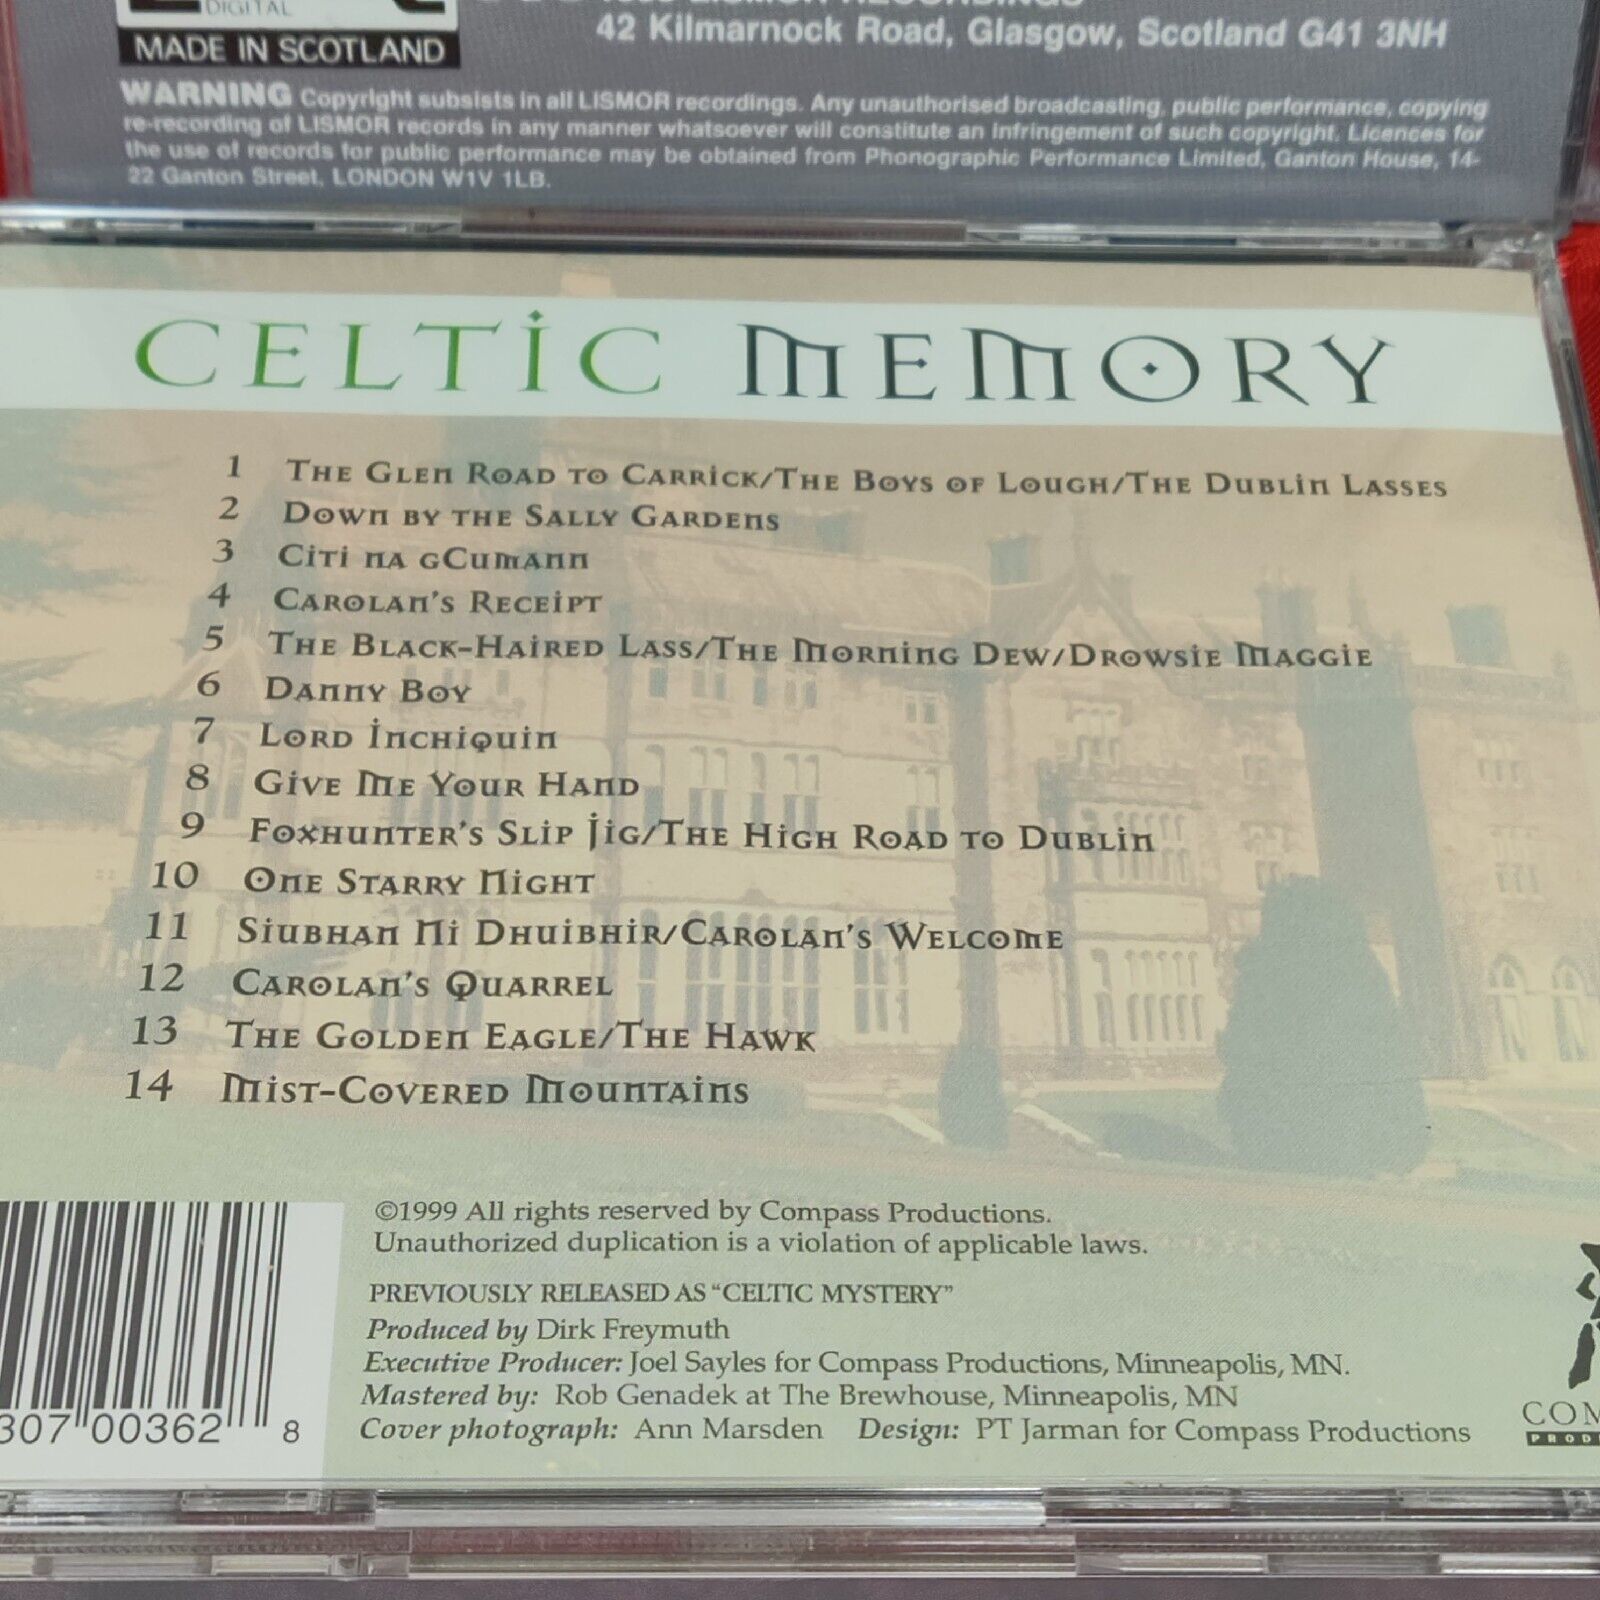 DIGITAL
MADE IN SCOTLAND
LISMOR RECORDINGS
42 Kilmarnock Road, Glasgow, Scotland G41 3NH
WARNING Copyright subsists in all LISMOR recordings. Any unauthorised broadcasting, public performance, copying
re-recording of LISMOR records in any manner whatsoever will constitute an infringement of such copyright. Licences for
the use of records for public performance may be obtained from Phonographic Performance Limited, Ganton House, 14-
22 Ganton Street, LONDON W1V 1LB.
CELTIC MEMORY
1 The Glen Road to Carrick/The Boys of Lough/The Dublin Lasses
2 Down by the Sally Gardens
3 Citi na gCumann
4 Carolan's Receipt
5 The Black-Haired Lass/The Morning Dew/Drowsie Maggie
6 Danny Boy
7 Lord Inchiquin
8 Give Me Your Hand
9 Foxhunter's Slip Jig/The High Road to Dublin
10 One Starry Night
11 Siubhan Ni Dhuibhir/Carolan's Welcome
12 Carolan's Quarrel
13 The Golden Eagle/The Hawk
14 Mist-Covered Mountains
©1999 All rights reserved by Compass Productions.
Unauthorized duplication is a violation of applicable laws.
PREVIOUSLY RELEASED AS "CELTIC MYSTERY"
Produced by Dirk Freymuth
Executive Producer: Joel Sayles for Compass Productions, Minneapolis, MN.
Mastered by: Rob Genadek at The Brewhouse, Minneapolis, MN
Cover photograph: Ann Marsden Design: PT Jarman for Compass Productions
307 00362 8
COM
PROD